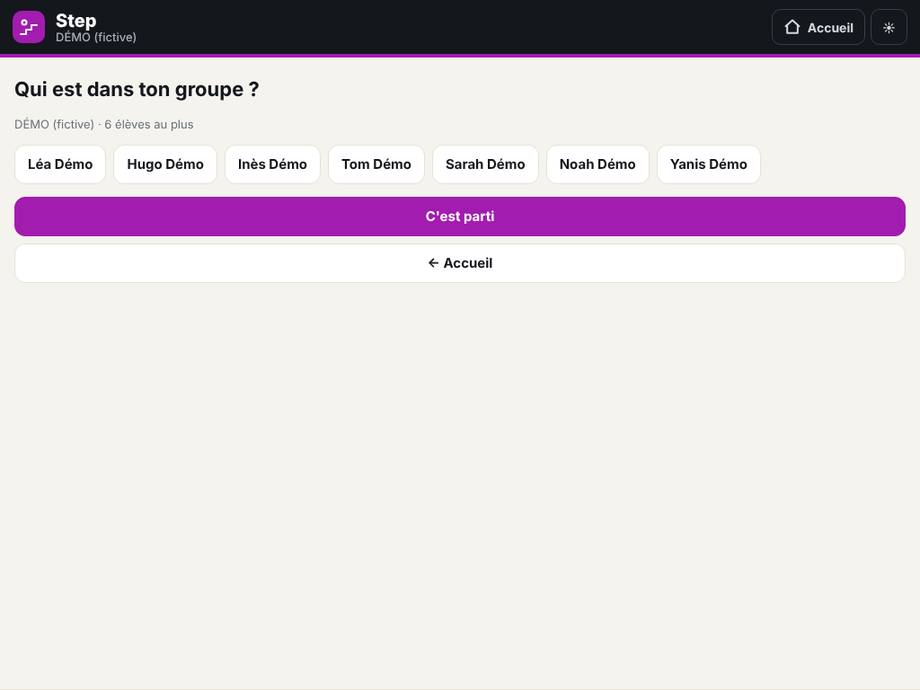 Step
DÉMO (fictive)
Accueil
Qui est dans ton groupe ?
DÉMO (fictive) · 6 élèves au plus
Léa Démo Hugo Démo Inès Démo Tom Démo Sarah Démo Noah Démo Yanis Démo
C'est parti
← Accueil